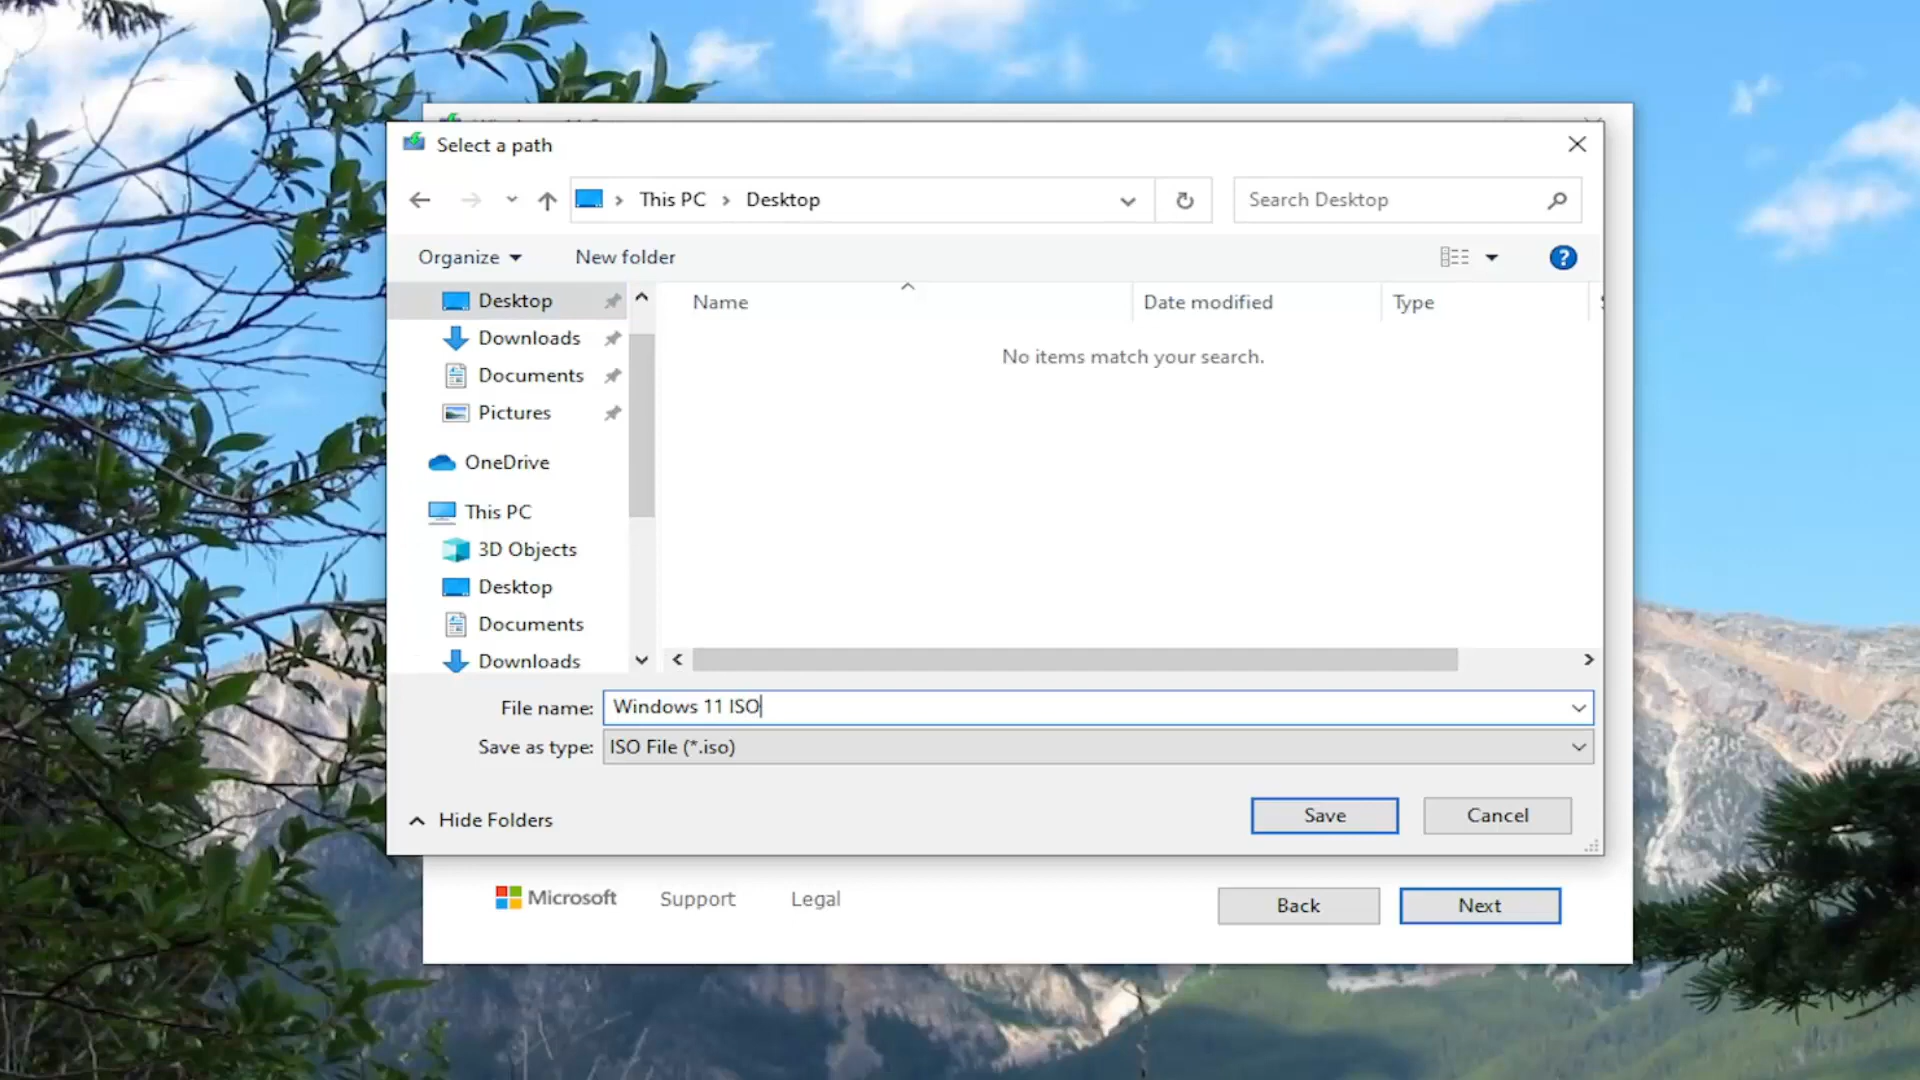 Select a path
This PC > Desktop
Search Desktop
Organize
New folder
?
Desktop
Downloads
Documents
Pictures
OneDrive
This PC
3D Objects
Desktop
Documents
Downloads
Name
Date modified
Type
No items match your search.
File name: Windows 11 ISO
Save as type: ISO File (*.iso)
Hide Folders
Save
Cancel
Microsoft
Support
Legal
Back
Next